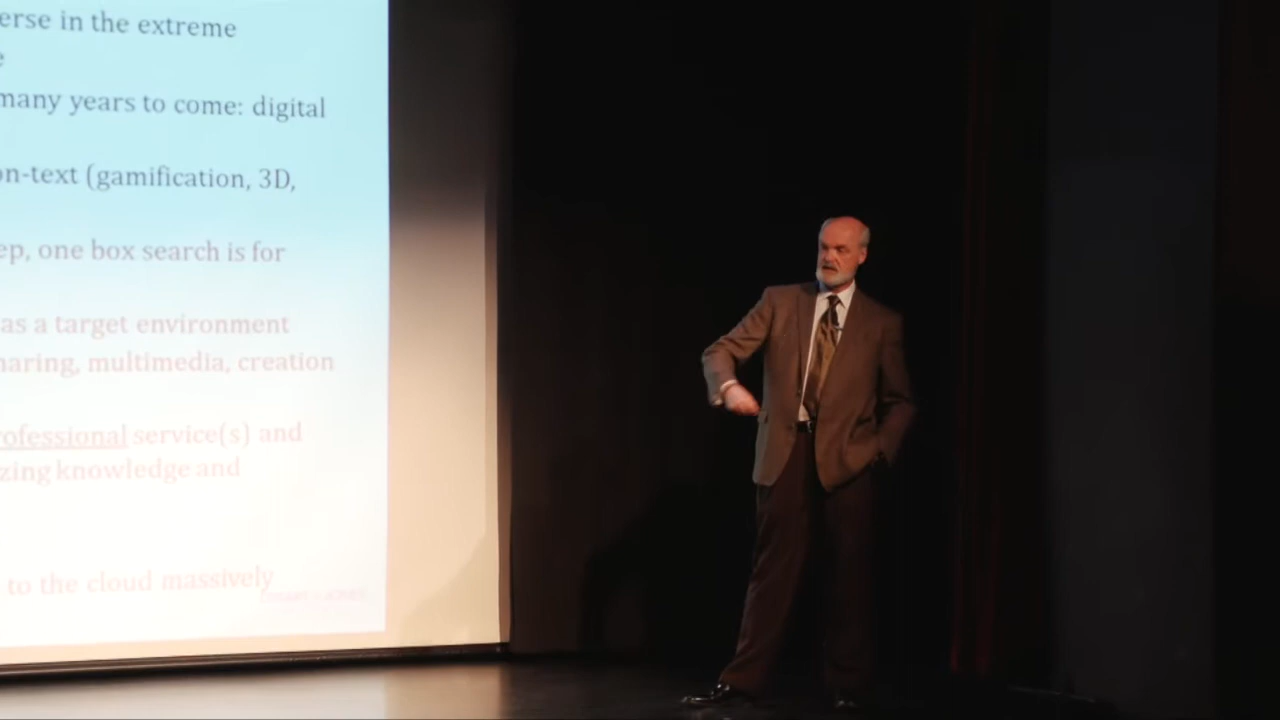 erse in the extreme
e
many years to come: digital
on-text (gamification, 3D,
ep, one box search is for
as a target environment
haring, multimedia, creation
rofessional service(s) and
zing knowledge and
to the cloud massively